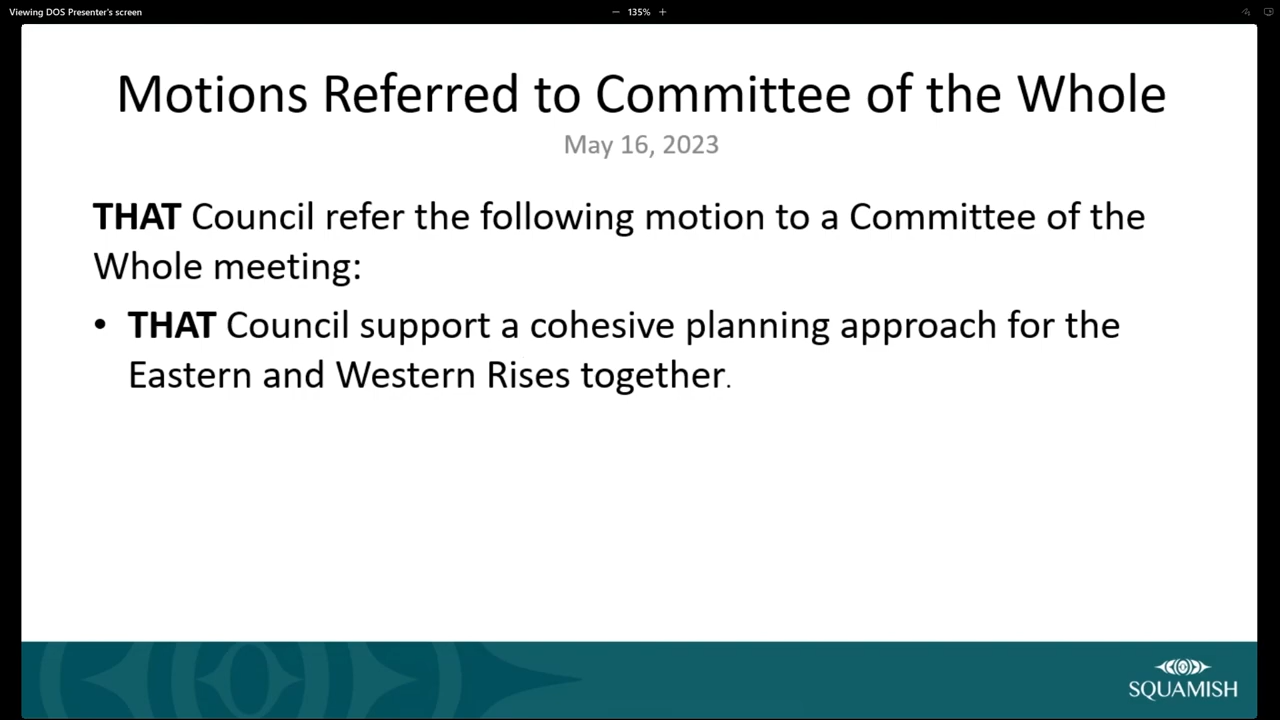 Viewing DOS Presenter's screen
− 135% +
Motions Referred to Committee of the Whole
May 16, 2023
THAT Council refer the following motion to a Committee of the
Whole meeting:
• THAT Council support a cohesive planning approach for the
Eastern and Western Rises together.
SQUAMISH